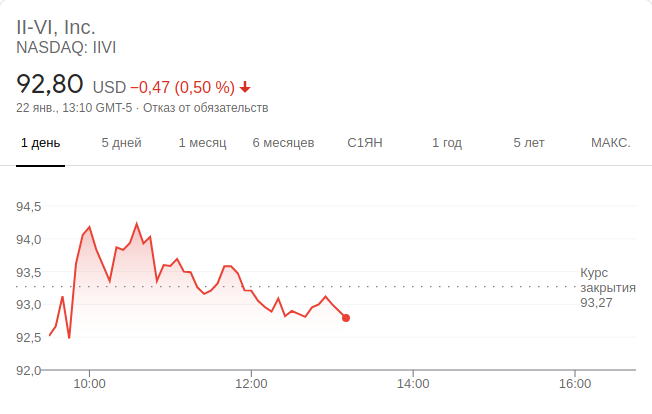 II-VI, Inc.
NASDAQ: IIVI
92,80 USD −0,47 (0,50 %)
22 янв., 13:10 GMT-5 · Отказ от обязательств
1 день 5 дней 1 месяц 6 месяцев С1ЯН 1 год 5 лет МАКС.
94,5
94,0
93,5
Курс
закрытия
93,27
93,0
92,5
92,0
10:00 12:00 14:00 16:00